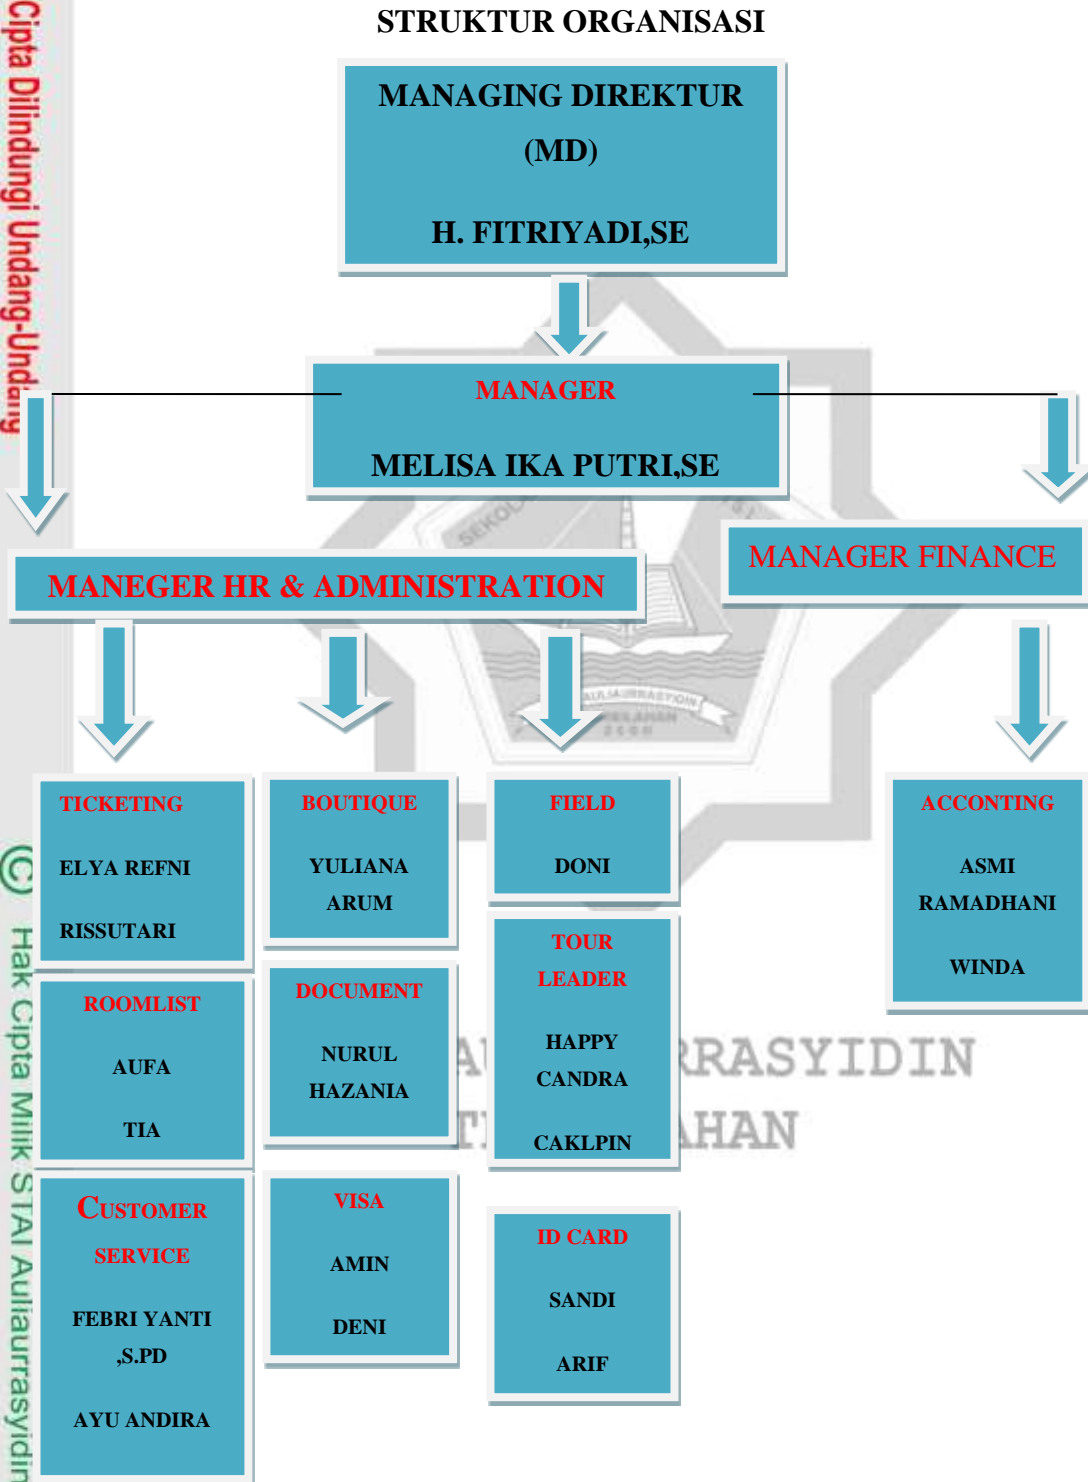 STRUKTUR ORGANISASI
MANAGING DIREKTUR
(MD)
H. FITRIYADI,SE
MANAGER
MELISA IKA PUTRI,SE
MANEGER HR & ADMINISTRATION
MANAGER FINANCE
TICKETING
ELYA REFNI
RISSUTARI
BOUTIQUE
YULIANA
ARUM
FIELD
DONI
ACCONTING
ASMI
RAMADHANI
WINDA
ROOMLIST
AUFA
TIA
DOCUMENT
NURUL
HAZANIA
TOUR
LEADER
HAPPY
CANDRA
CAKLPIN
CUSTOMER
SERVICE
FEBRI YANTI
,S.PD
AYU ANDIRA
VISA
AMIN
DENI
ID CARD
SANDI
ARIF
Cipta Dilindungi Undang-Undang
© Hak Cipta Milik STAI Auliaurrasyidin